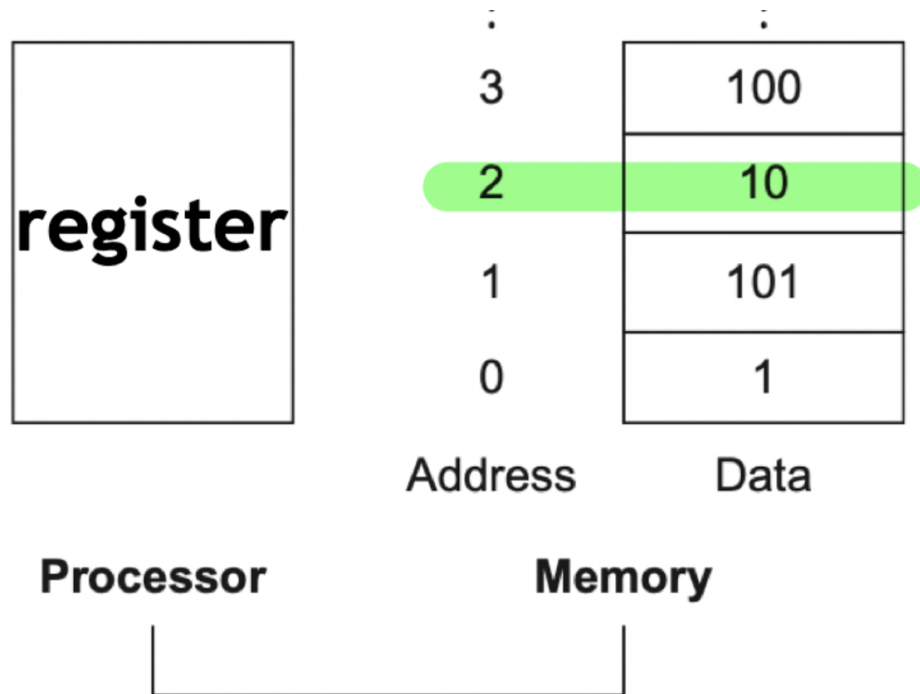 : :
3 100
2 10
register
1 101
0 1
Address Data
Processor Memory